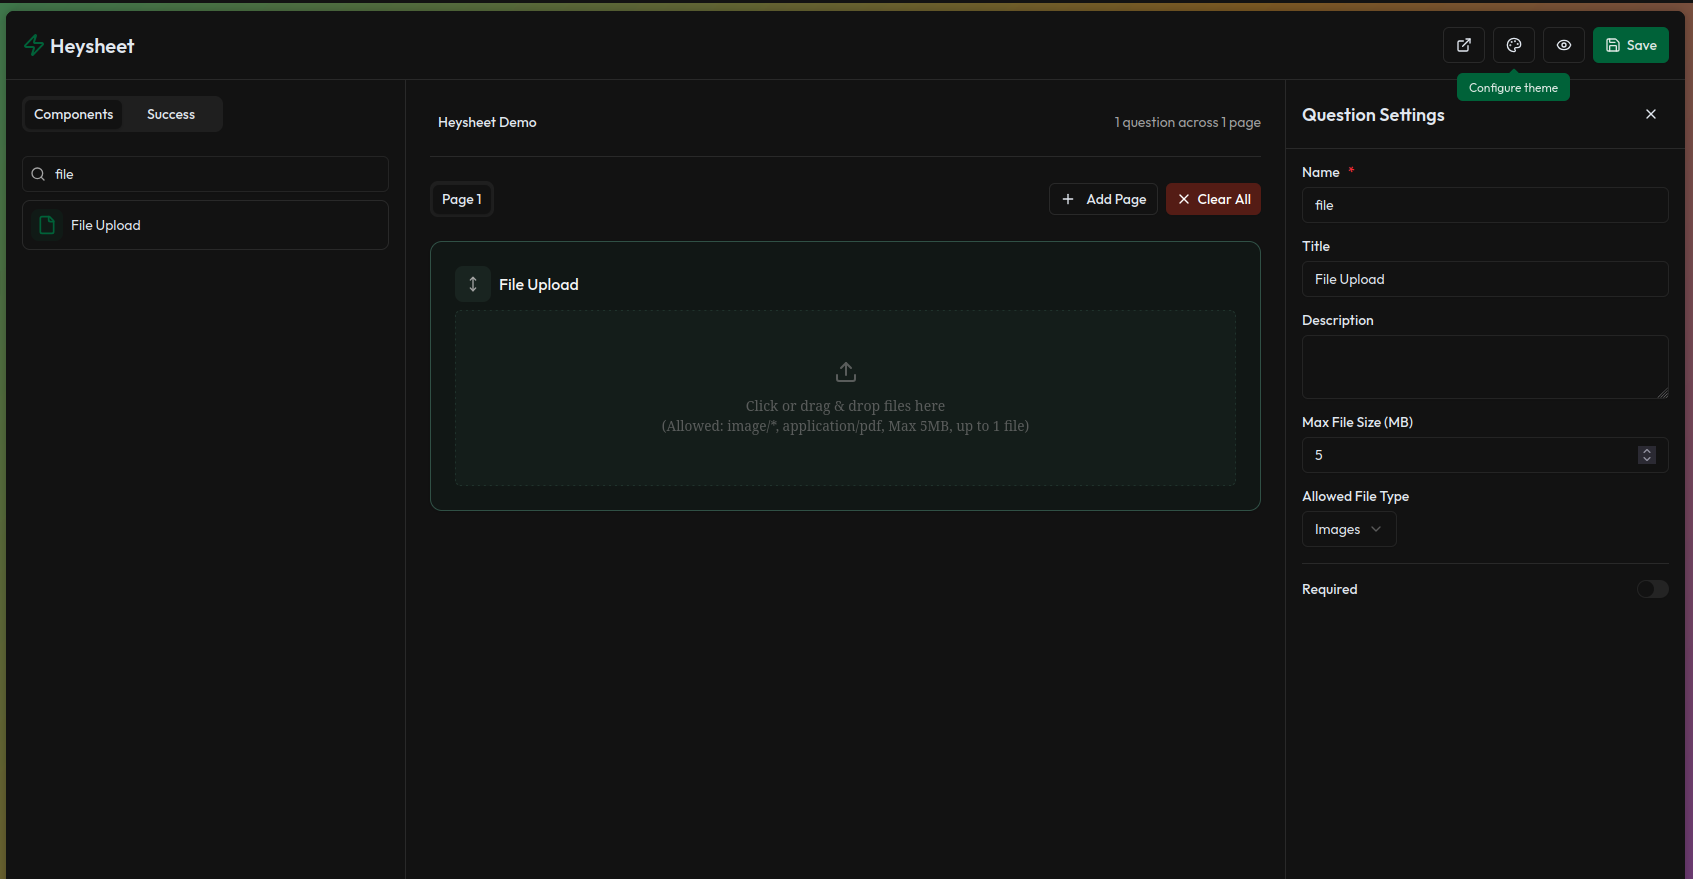 Heysheet
Save
Configure theme
Components
Success
file
File Upload
Heysheet Demo
1 question across 1 page
Page 1
Add Page
Clear All
File Upload
Click or drag & drop files here
(Allowed: image/*, application/pdf, Max 5MB, up to 1 file)
Question Settings
Name *
file
Title
File Upload
Description
Max File Size (MB)
5
Allowed File Type
Images
Required